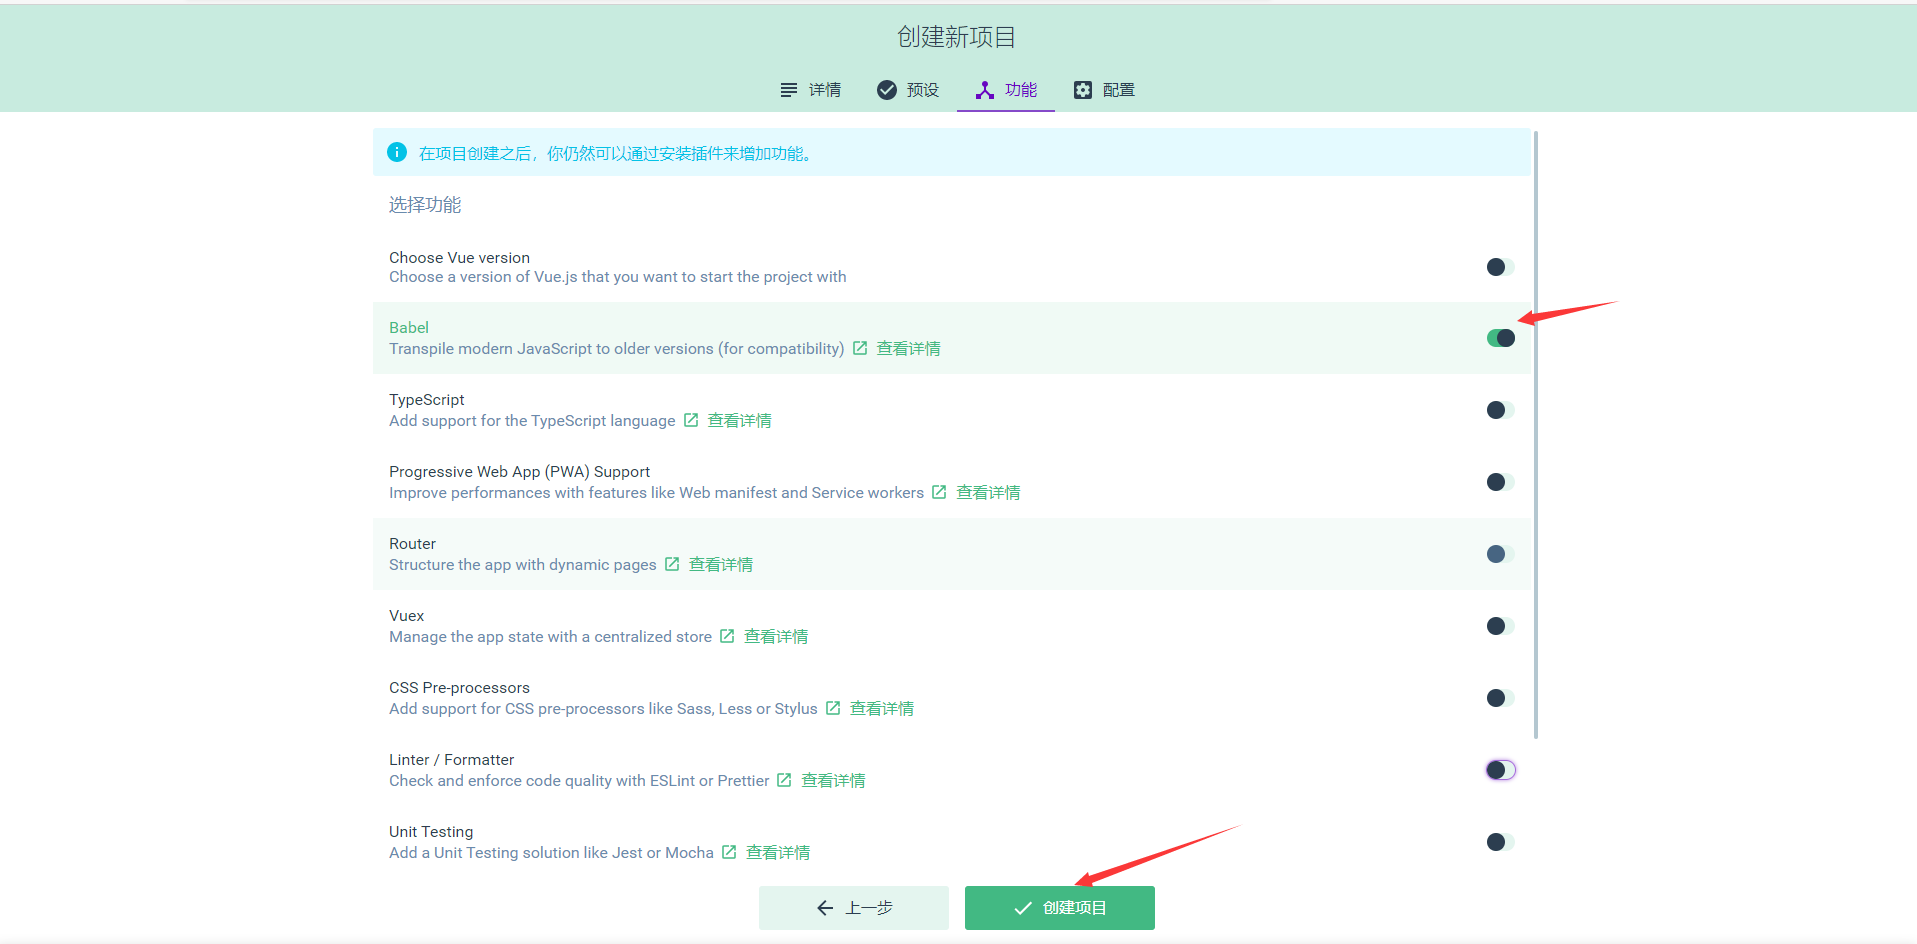 创建新项目
详情 预设 功能 配置
在项目创建之后，你仍然可以通过安装插件来增加功能。
选择功能
Choose Vue version
Choose a version of Vue.js that you want to start the project with
Babel
Transpile modern JavaScript to older versions (for compatibility) 查看详情
TypeScript
Add support for the TypeScript language 查看详情
Progressive Web App (PWA) Support
Improve performances with features like Web manifest and Service workers 查看详情
Router
Structure the app with dynamic pages 查看详情
Vuex
Manage the app state with a centralized store 查看详情
CSS Pre-processors
Add support for CSS pre-processors like Sass, Less or Stylus 查看详情
Linter / Formatter
Check and enforce code quality with ESLint or Prettier 查看详情
Unit Testing
Add a Unit Testing solution like Jest or Mocha 查看详情
上一步 创建项目